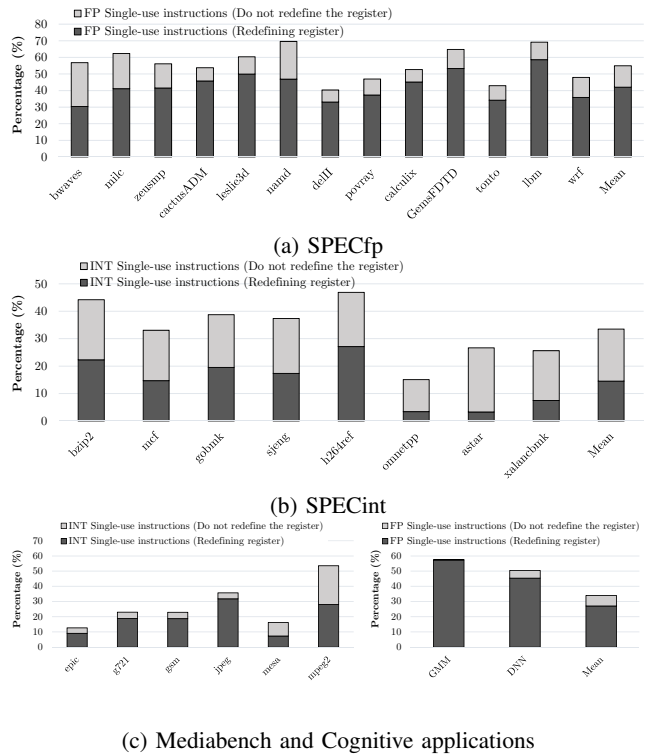 FP Single-use instructions (Do not redefine the register)
FP Single-use instructions (Redefining register)
Percentage (%)
80
70
60
50
40
30
20
10
0
bwaves
milc
zeusmp
cactusADM
leslie3d
namd
delII
povray
calculix
GemsFDTD
tonto
lbm
wrf
Mean
(a) SPECfp
INT Single-use instructions (Do not redefine the register)
INT Single-use instructions (Redefining register)
Percentage (%)
50
40
30
20
10
0
bzip2
mcf
gobmk
sjeng
h264ref
omnetpp
astar
xalancbmk
Mean
(b) SPECint
INT Single-use instructions (Do not redefine the register)
INT Single-use instructions (Redefining register)
Percentage (%)
70
60
50
40
30
20
10
0
epic
g721
gsm
jpeg
mcsa
mpeg2
FP Single-use instructions (Do not redefine the register)
FP Single-use instructions (Redefining register)
Percentage (%)
60
50
40
30
20
10
0
GMM
DNN
Mean
(c) Mediabench and Cognitive applications